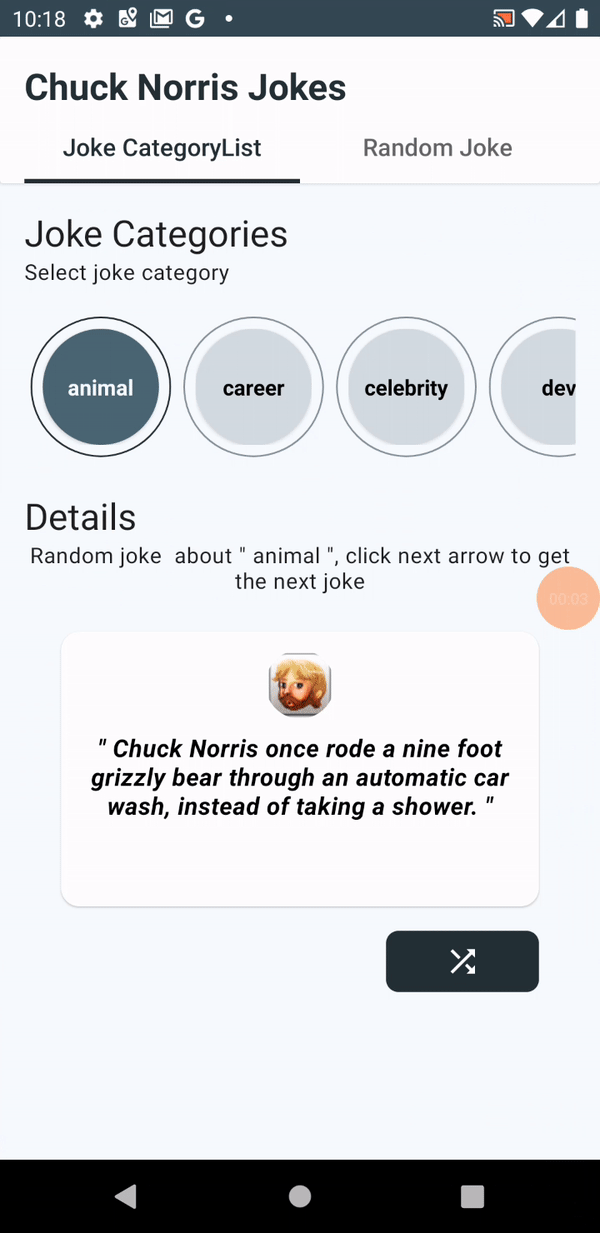 10:18
Chuck Norris Jokes
Joke CategoryList
Random Joke
Joke Categories
Select joke category
animal
career
celebrity
dev
Details
Random joke  about " animal ", click next arrow to get
the next joke
00:03
" Chuck Norris once rode a nine foot
grizzly bear through an automatic car
wash, instead of taking a shower. "